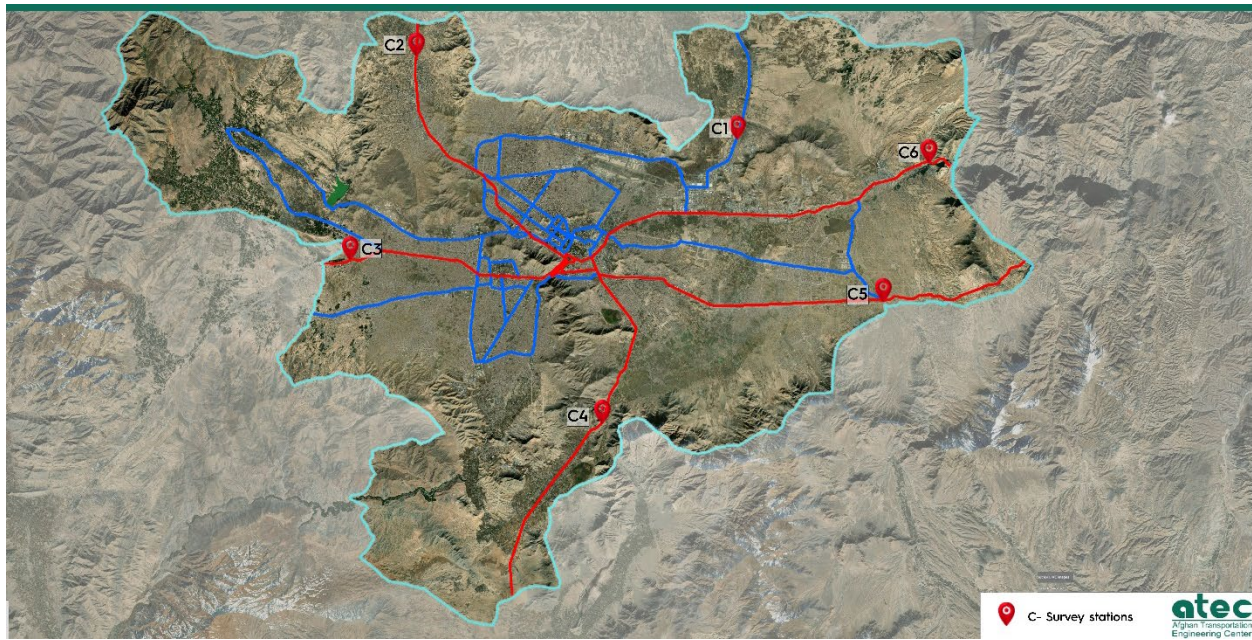 C2
C1
C6
C3
C5
C4
C- Survey stations
atec
Afghan Transportation
Engineering Center